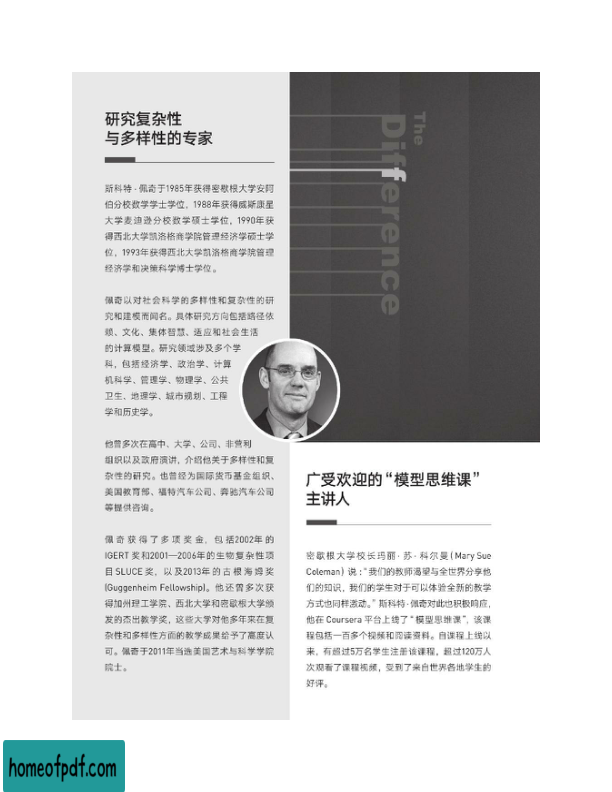 研究复杂性
与多样性的专家
斯科特·佩奇于1985年获得密歇根大学安阿
伯分校数学学士学位，1988年获得威斯康星
大学麦迪逊分校数学硕士学位，1990年获
得西北大学凯洛格商学院管理经济学硕士学
位，1993年获得西北大学凯洛格商学院管理
经济学和决策科学博士学位。
佩奇以对社会科学的多样性和复杂性的研
究和建模而闻名。具体研究方向包括路径依
赖、文化、集体智慧、适应和社会生活
的计算模型。研究领域涉及多个学
科，包括经济学、政治学、计算
机科学、管理学、物理学、公共
卫生、地理学、城市规划、工程
学和历史学。
他曾多次在高中、大学、公司、非营利
组织以及政府演讲，介绍他关于多样性和复
杂性的研究。也曾经为国际货币基金组织、
美国教育部、福特汽车公司、奔驰汽车公司
等提供咨询。
佩奇获得了多项奖金，包括2002年的
IGERT奖和2001—2006年的生物复杂性项
目SLUCE奖，以及2013年的古根海姆奖
(Guggenheim Fellowship)。他还曾多次获
得加州理工学院、西北大学和密歇根大学颁
发的杰出教学奖，这些大学对他多年来在复
杂性和多样性方面的教学成果给予了高度认
可。佩奇于2011年当选美国艺术与科学学院
院士。
The
Difference
广受欢迎的“模型思维课”
主讲人
密歇根大学校长玛丽·苏·科尔曼（Mary Sue
Coleman）说：“我们的教师渴望与全世界分享他
们的知识，我们的学生对于可以体验全新的教学
方式也同样激动。”斯科特·佩奇对此也积极响应，
他在 Coursera 平台上线了“模型思维课”，该课
程包括一百多个视频和阅读资料。自课程上线以
来，有超过5万名学生注册该课程，超过120万人
次观看了课程视频，受到了来自世界各地学生的
好评。
homeofpdf.com